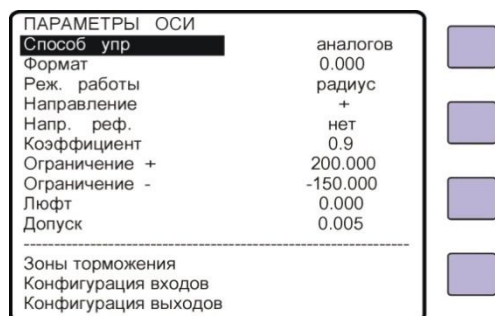 ПАРАМЕТРЫ ОСИ
Способ упр аналогов
Формат 0.000
Реж. работы радиус
Направление +
Напр. реф. нет
Коэффициент 0.9
Ограничение + 200.000
Ограничение - -150.000
Люфт 0.000
Допуск 0.005
Зоны торможения
Конфигурация входов
Конфигурация выходов